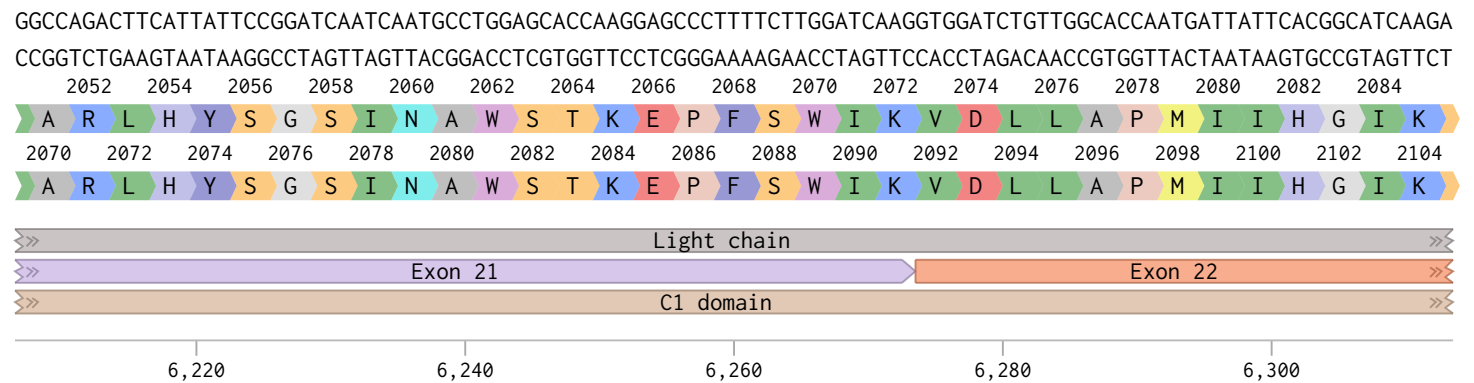 GGCCAGACTTCATTATTCCGGATCAATCAATGCCTGGAGCACCAAGGAGCCCTTTTCTTGGATCAAGGTGGATCTGTTGGCACCAATGATTATTCACGGCATCAAGA
CCGGTCTGAAGTAATAAGGCCTAGTTAGTTACGGACCTCGTGGTTCCTCGGGAAAAGAACCTAGTTCCACCTAGACAACCGTGGTTACTAATAAGTGCCGTAGTTCT
2052 2054 2056 2058 2060 2062 2064 2066 2068 2070 2072 2074 2076 2078 2080 2082 2084
A R L H Y S G S I N A W S T K E P F S W I K V D L L A P M I I H G I K
2070 2072 2074 2076 2078 2080 2082 2084 2086 2088 2090 2092 2094 2096 2098 2100 2102 2104
A R L H Y S G S I N A W S T K E P F S W I K V D L L A P M I I H G I K
Light chain
Exon 21 Exon 22
C1 domain
6,220 6,240 6,260 6,280 6,300